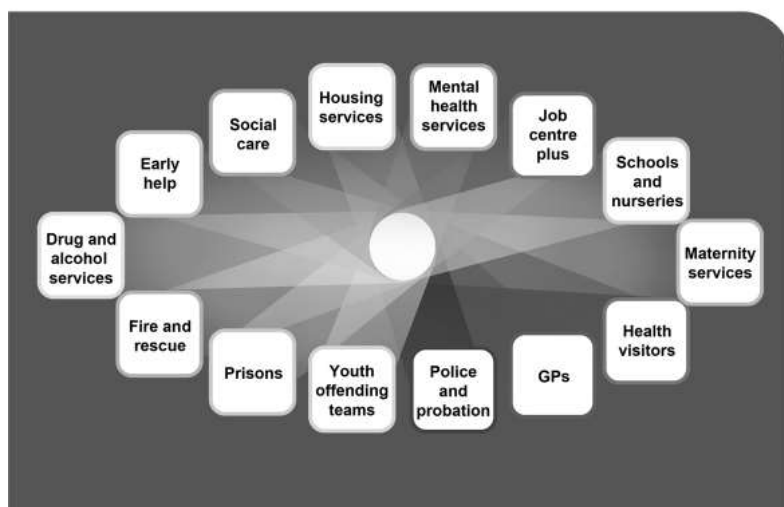 Housing
services
Mental
health
services
Social
care
Job
centre
plus
Early
help
Schools
and
nurseries
Drug and
alcohol
services
Maternity
services
Fire and
rescue
Health
visitors
Prisons
Youth
offending
teams
Police
and
probation
GPs